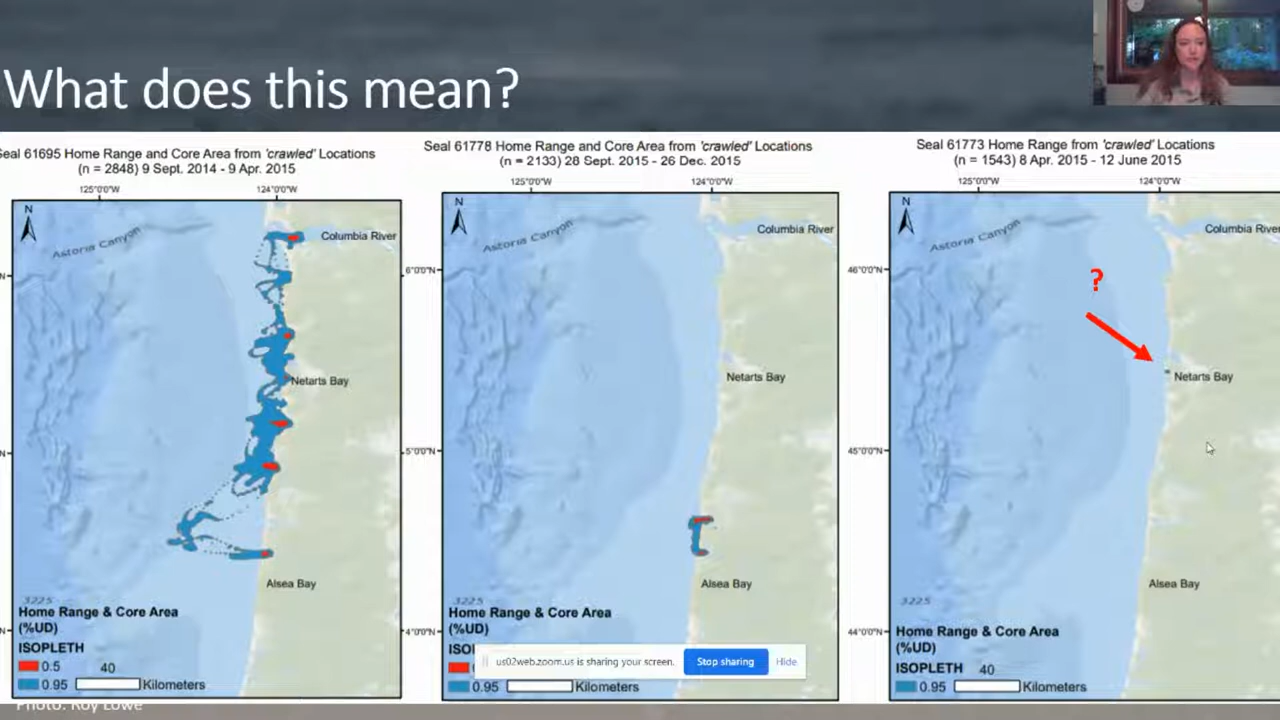 What does this mean?
Seal 61695 Home Range and Core Area from 'crawled' Locations
(n = 2848) 9 Sept. 2014 - 9 Apr. 2015
125°0'0"W
124°0'0"W
N
Astoria Canyon
Columbia River
Netarts Bay
Alsea Bay
3225
Home Range & Core Area
(%UD)
ISOPLETH
0.5
40
0.95
Kilometers
Seal 61778 Home Range and Core Area from 'crawled' Locations
(n = 2133) 28 Sept. 2015 - 26 Dec. 2015
125°0'0"W
124°0'0"W
6°0'0"N
5°0'0"N
4°0'0"N
N
Astoria Canyon
Columbia River
Netarts Bay
Alsea Bay
3225
Home Range & Core Area
(%UD)
ISO
0.95
Kilometers
us02web.zoom.us is sharing your screen.
Stop sharing
Hide
Seal 61773 Home Range from 'crawled' Locations
(n = 1543) 8 Apr. 2015 - 12 June 2015
125°0'0"W
124°0'0"W
46°0'0"N
45°0'0"N
44°0'0"N
N
Astoria Canyon
Columbia River
?
Netarts Bay
Alsea Bay
3225
Home Range & Core Area
(%UD)
ISOPLETH
40
0.95
Kilometers
Photo: Roy Lowe